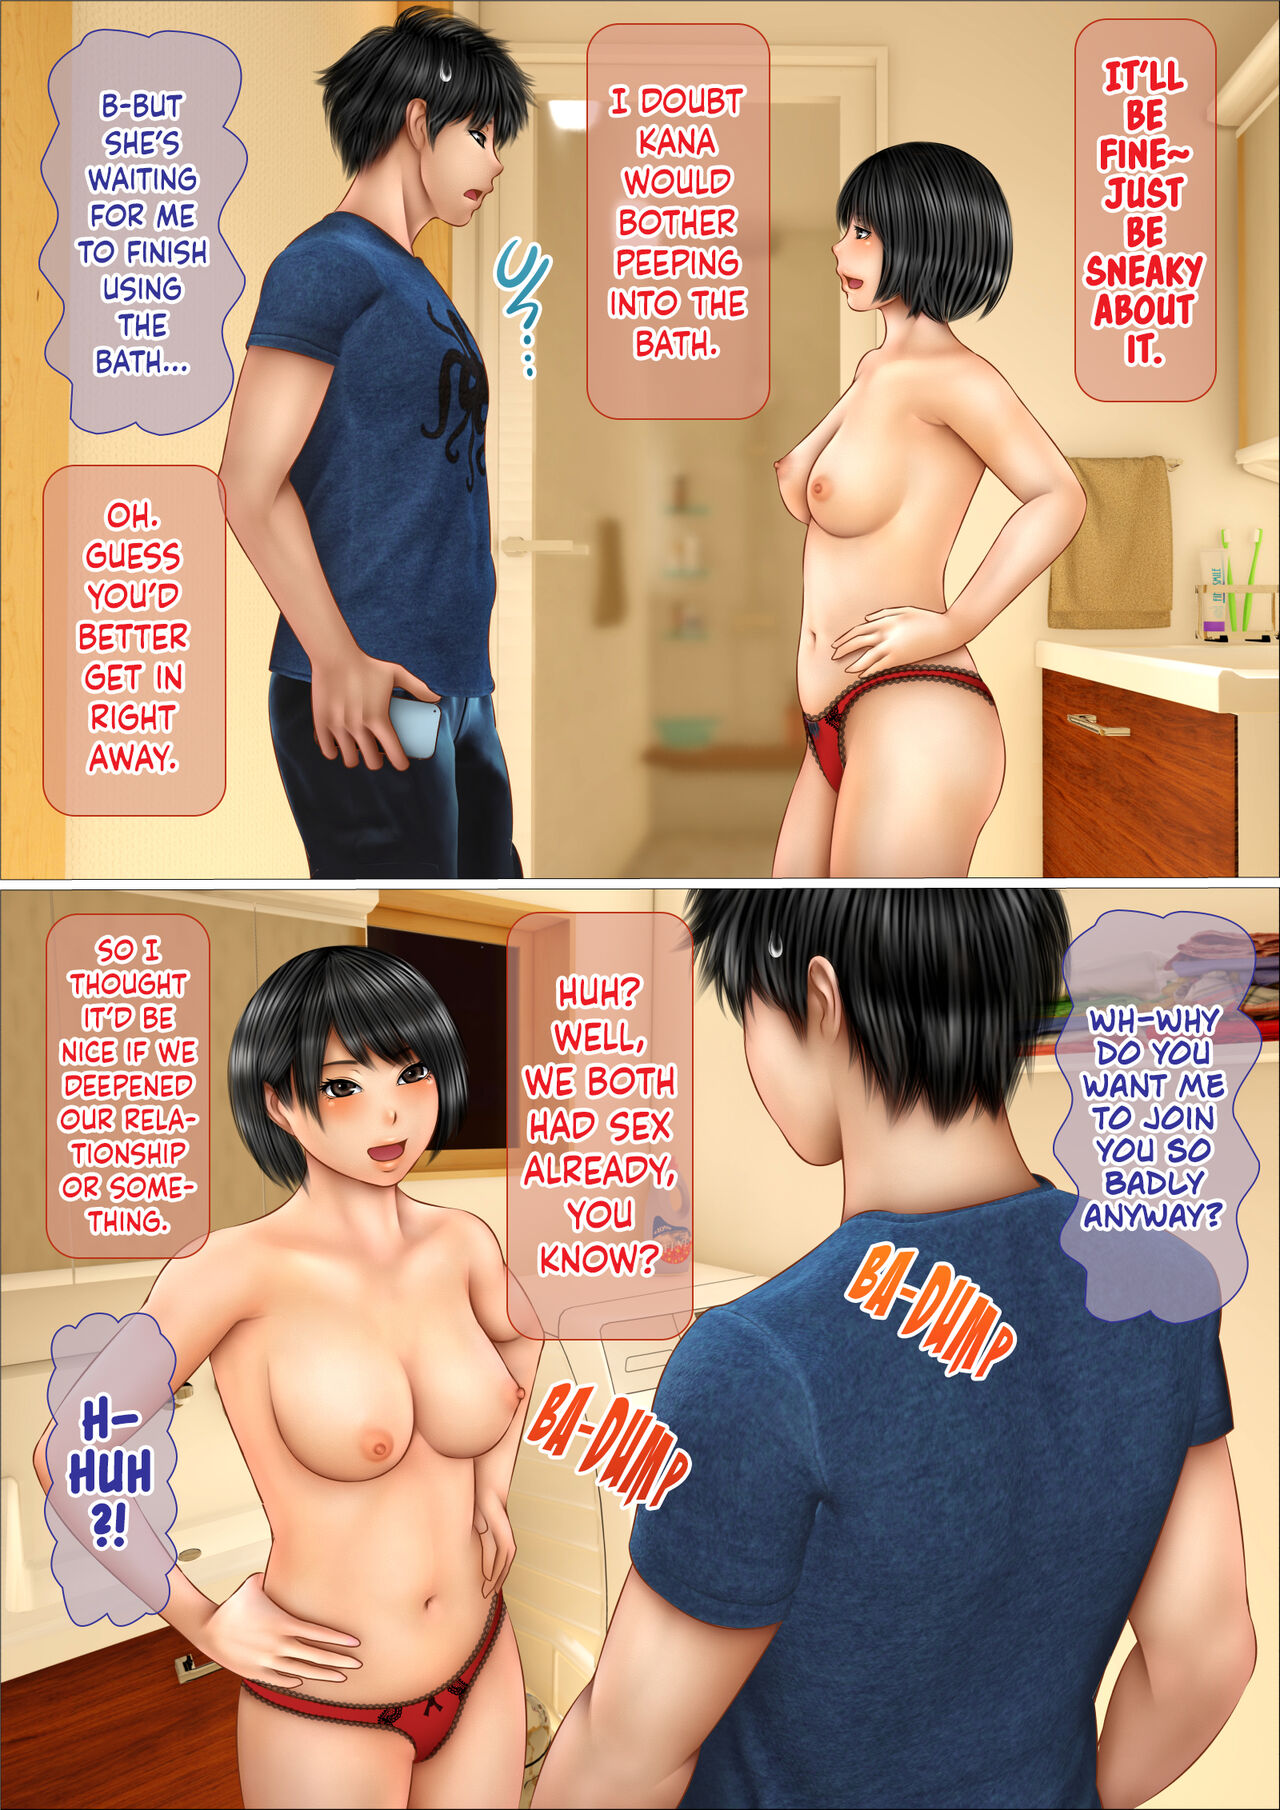 IT'LL
BE
FINE~
JUST
BE
SNEAKY
ABOUT
IT.
I DOUBT
KANA
WOULD
BOTHER
PEEPING
INTO THE
BATH.
UH...
B-BUT
SHE'S
WAITING
FOR ME
TO FINISH
USING
THE
BATH...
OH.
GUESS
YOU'D
BETTER
GET IN
RIGHT
AWAY.
WH-WHY
DO YOU
WANT ME
TO JOIN
YOU SO
BADLY
ANYWAY?
BA-DUMP
BA-DUMP
HUH?
WELL,
WE BOTH
HAD SEX
ALREADY,
YOU
KNOW?
SO I
THOUGHT
IT'D BE
NICE IF WE
DEEPENED
OUR RELA-
TIONSHIP
OR SOME-
THING.
H-
HUH
?!